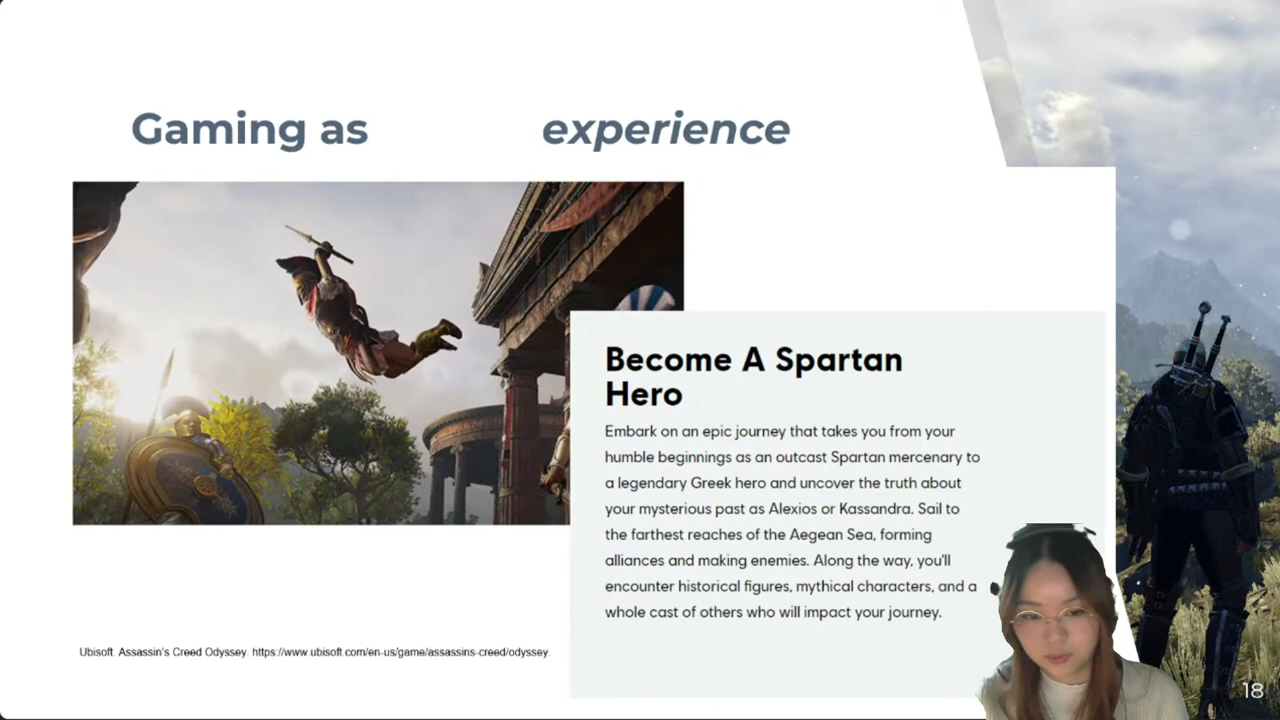 Gaming as experience
Become A Spartan
Hero
Embark on an epic journey that takes you from your
humble beginnings as an outcast Spartan mercenary to
a legendary Greek hero and uncover the truth about
your mysterious past as Alexios or Kassandra. Sail to
the farthest reaches of the Aegean Sea, forming
alliances and making enemies. Along the way, you'll
encounter historical figures, mythical characters, and a
whole cast of others who will impact your journey.
Ubisoft. Assassin's Creed Odyssey. https://www.ubisoft.com/en-us/game/assassins-creed/odyssey.
18